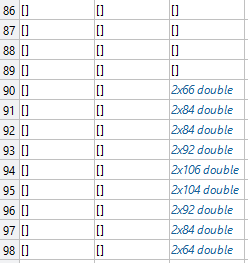 86 [] [] []
87 [] [] []
88 [] [] []
89 [] [] []
90 [] [] 2x66 double
91 [] [] 2x84 double
92 [] [] 2x84 double
93 [] [] 2x92 double
94 [] [] 2x106 double
95 [] [] 2x104 double
96 [] [] 2x92 double
97 [] [] 2x84 double
98 [] [] 2x64 double